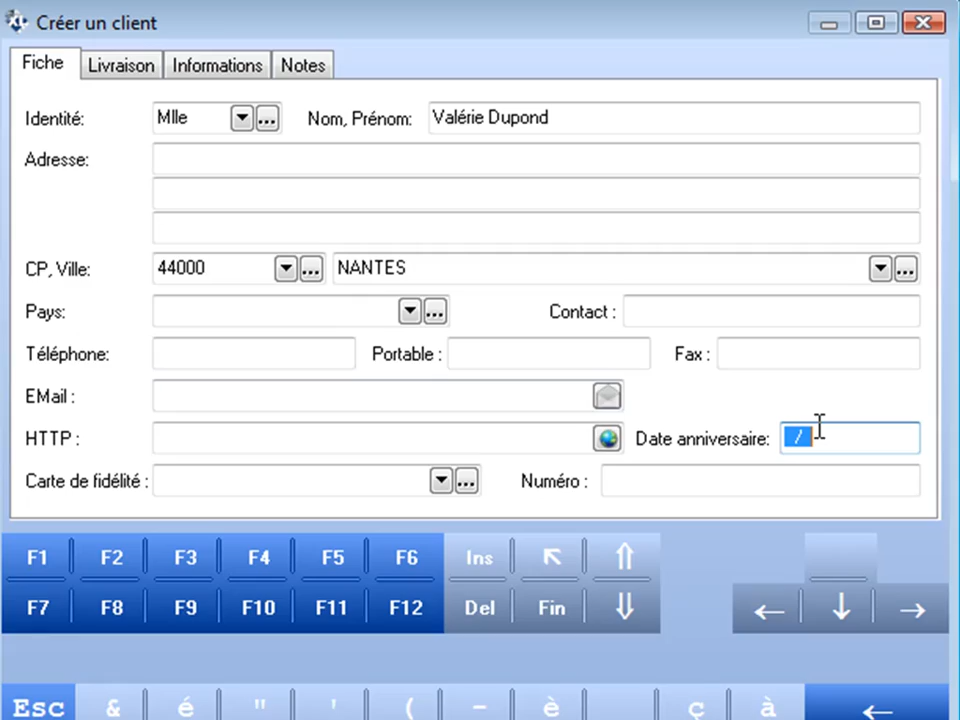 Créer un client
Fiche Livraison Informations Notes
Identité: Mlle ... Nom, Prénom: Valérie Dupond
Adresse:
CP, Ville: 44000 ... NANTES ...
Pays: ... Contact :
Téléphone: Portable : Fax :
EMail :
HTTP : Date anniversaire: /
Carte de fidélité : ... Numéro :
F1 F2 F3 F4 F5 F6 Ins ↖ ⇑
F7 F8 F9 F10 F11 F12 Del Fin ⇓ ← ↓ →
Esc & é " ' ( - è ç à ←